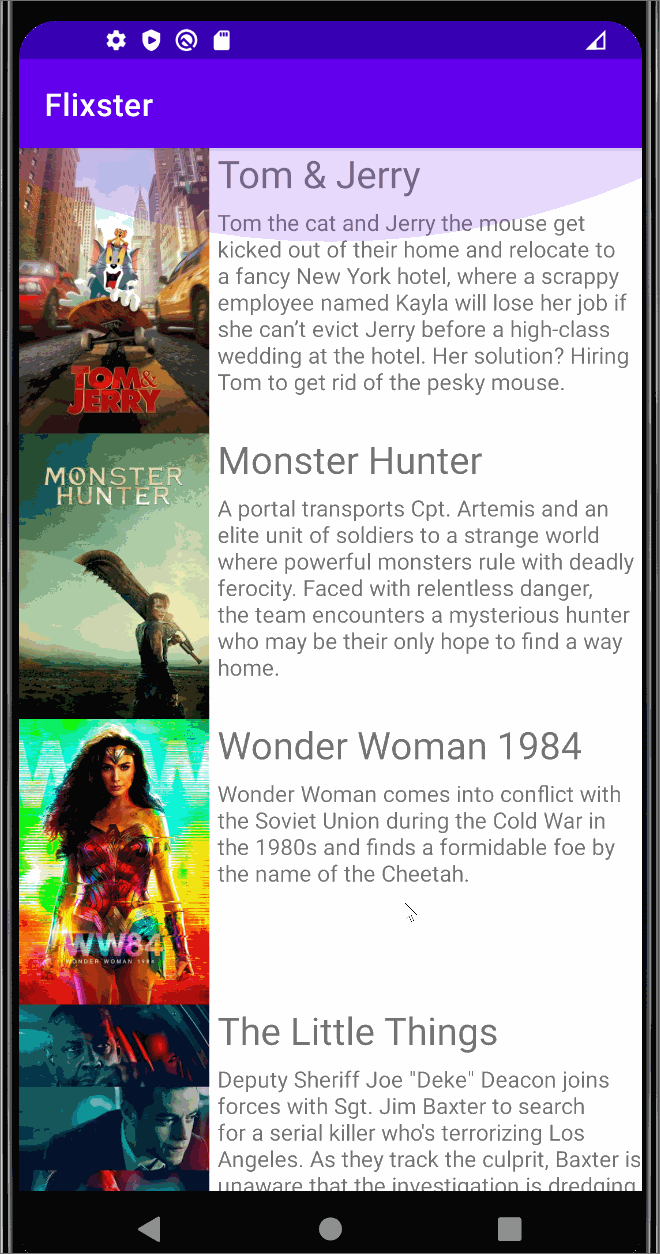 Flixster
Tom & Jerry
Tom the cat and Jerry the mouse get
kicked out of their home and relocate to
a fancy New York hotel, where a scrappy
employee named Kayla will lose her job if
she can’t evict Jerry before a high-class
wedding at the hotel. Her solution? Hiring
Tom to get rid of the pesky mouse.
TOM&
JERRY
Monster Hunter
MONSTER
HUNTER
A portal transports Cpt. Artemis and an
elite unit of soldiers to a strange world
where powerful monsters rule with deadly
ferocity. Faced with relentless danger,
the team encounters a mysterious hunter
who may be their only hope to find a way
home.
Wonder Woman 1984
Wonder Woman comes into conflict with
the Soviet Union during the Cold War in
the 1980s and finds a formidable foe by
the name of the Cheetah.
WW84
WONDER WOMAN 1984
The Little Things
Deputy Sheriff Joe "Deke" Deacon joins
forces with Sgt. Jim Baxter to search
for a serial killer who's terrorizing Los
Angeles. As they track the culprit, Baxter is
unaware that the investigation is dredging